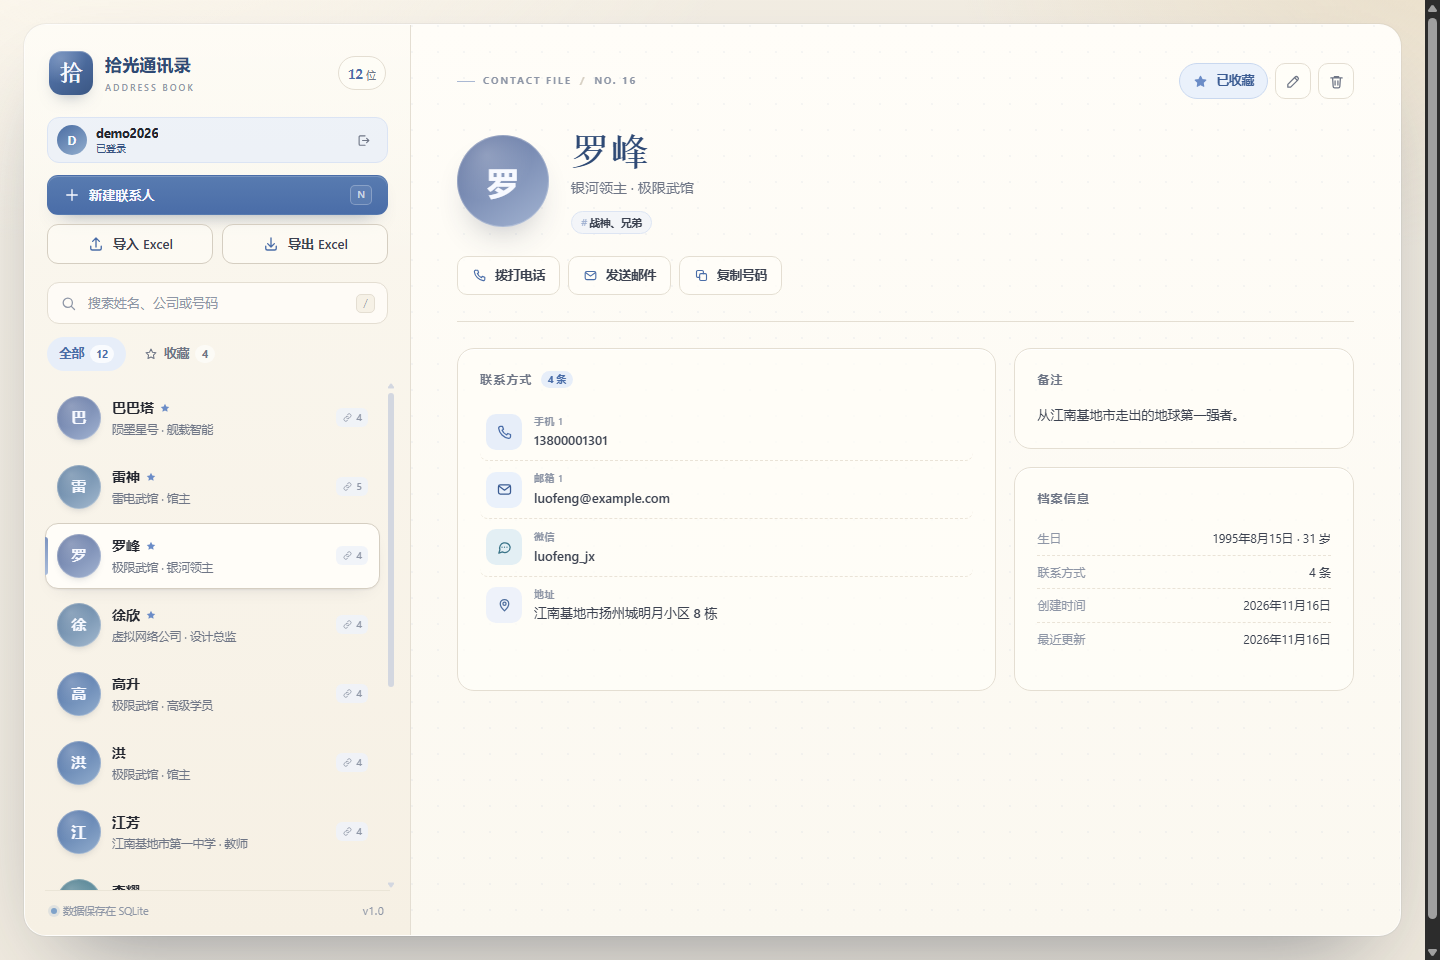 拾
拾光通讯录
ADDRESS BOOK
12 位
D
demo2026
已登录
新建联系人
N
导入 Excel
导出 Excel
搜索姓名、公司或号码
/
全部 12
收藏 4
巴
巴巴塔
陨墨星号 · 舰载智能
4
雷
雷神
雷电武馆 · 馆主
5
罗
罗峰
极限武馆 · 银河领主
4
徐
徐欣
虚拟网络公司 · 设计总监
4
高
高升
极限武馆 · 高级学员
4
洪
洪
极限武馆 · 馆主
4
江
江芳
江南基地市第一中学 · 教师
4
数据保存在 SQLite
v1.0
CONTACT FILE / NO. 16
已收藏
罗
罗峰
银河领主 · 极限武馆
#战神、兄弟
拨打电话
发送邮件
复制号码
联系方式 4 条
手机 1
13800001301
邮箱 1
luofeng@example.com
微信
luofeng_jx
地址
江南基地市扬州城明月小区 8 栋
备注
从江南基地市走出的地球第一强者。
档案信息
生日 1995年8月15日 · 31 岁
联系方式 4 条
创建时间 2026年11月16日
最近更新 2026年11月16日